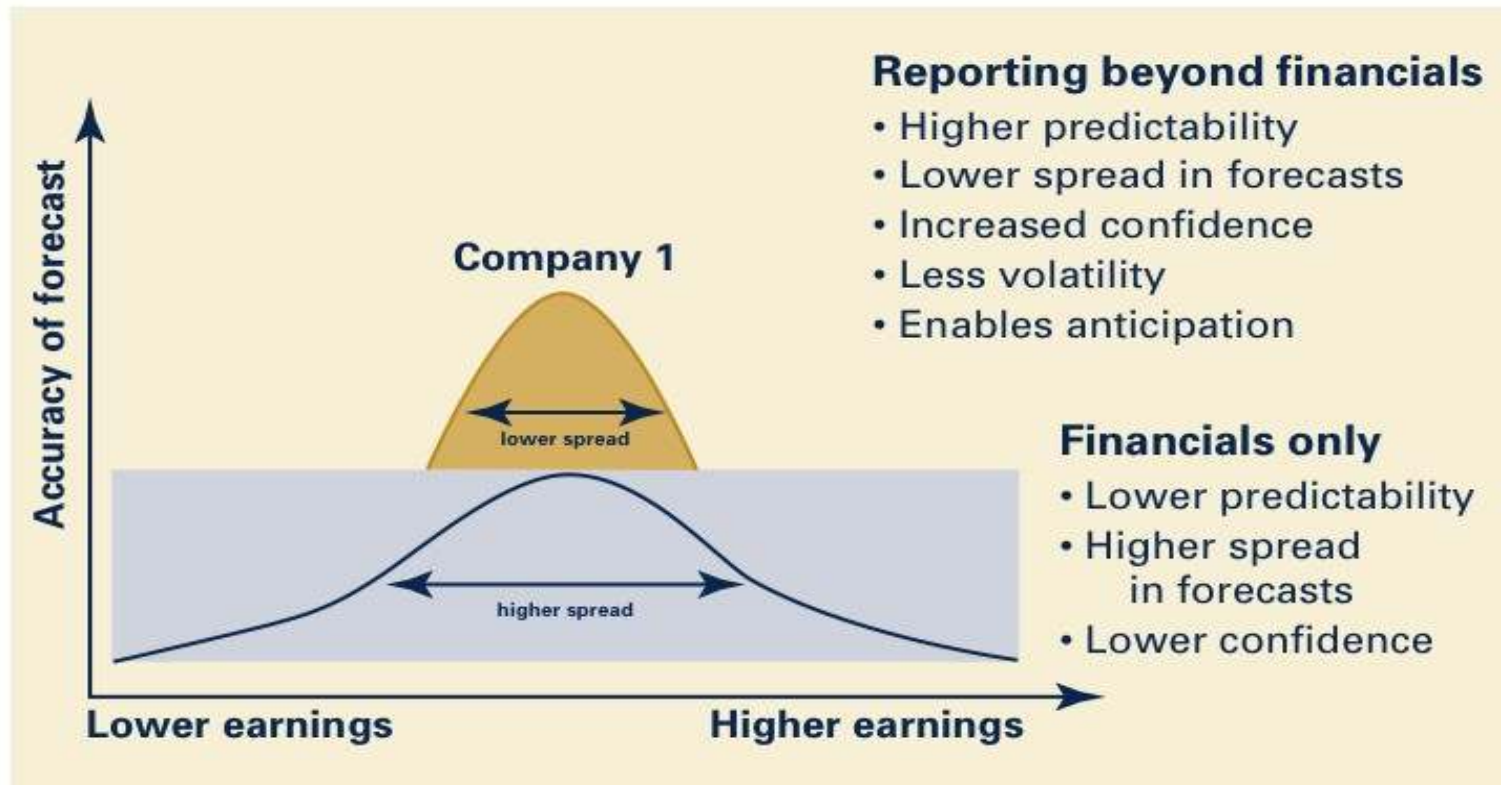 Reporting beyond financials
• Higher predictability
• Lower spread in forecasts
• Increased confidence
• Less volatility
• Enables anticipation
Accuracy of forecast
Company 1
lower spread
Financials only
• Lower predictability
• Higher spread
in forecasts
• Lower confidence
higher spread
Lower earnings
Higher earnings